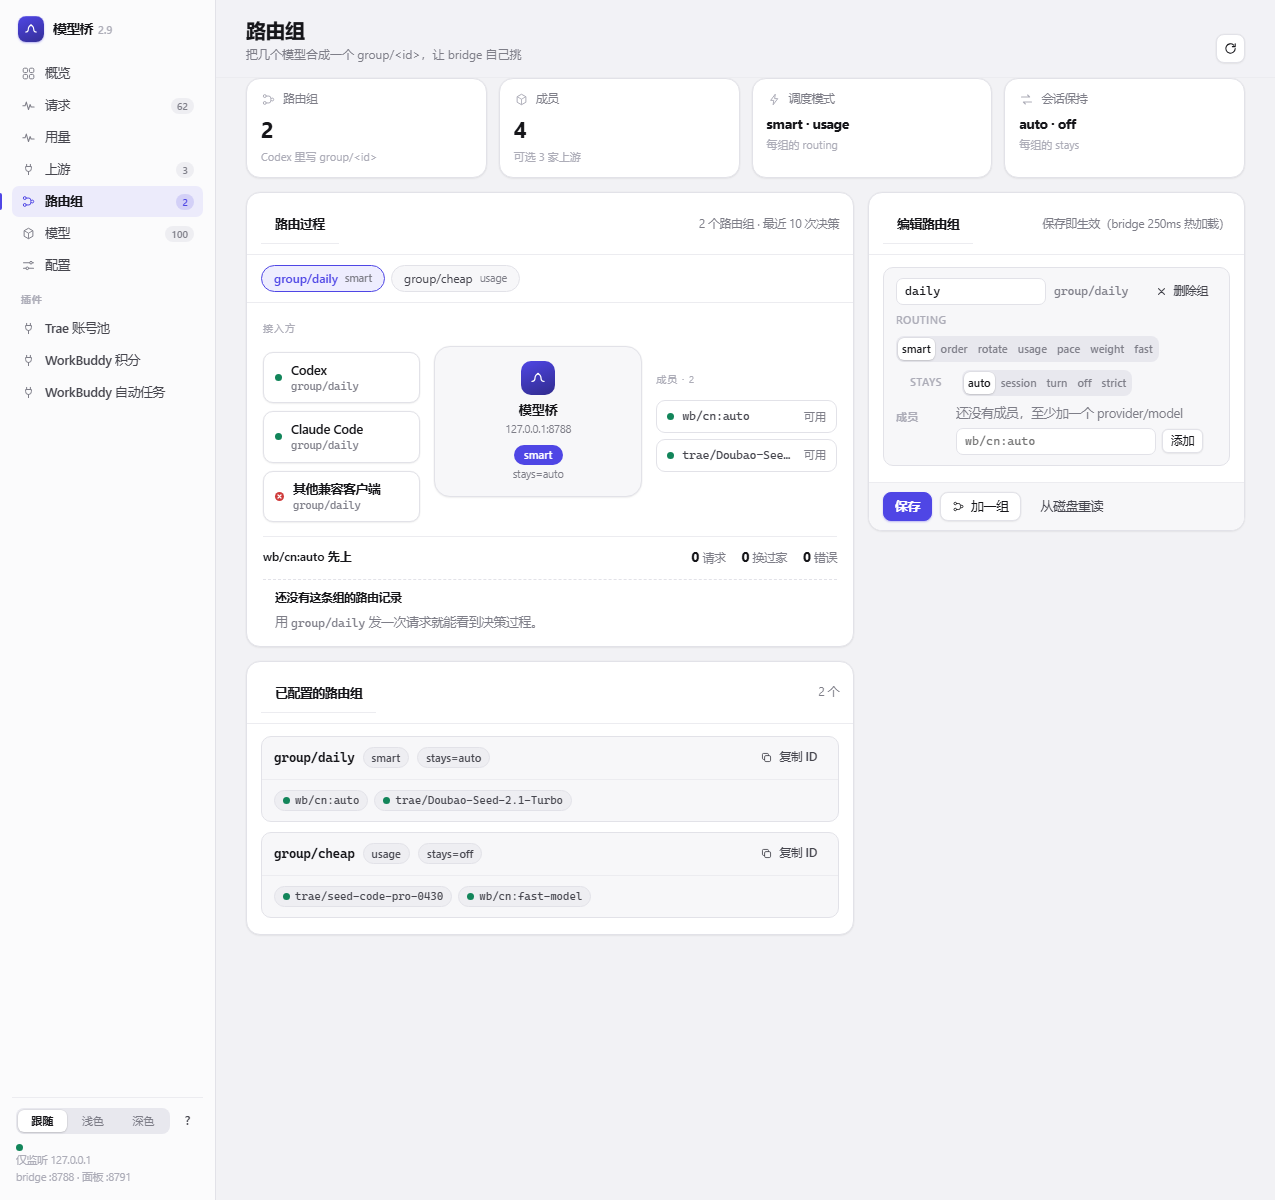 模型桥 2.9
概览
请求 62
用量
上游 3
路由组 2
模型 100
配置
插件
Trae 账号池
WorkBuddy 积分
WorkBuddy 自动任务
跟随 浅色 深色 ?
仅监听 127.0.0.1
bridge :8788 · 面板 :8791
路由组
把几个模型合成一个 group/<id>，让 bridge 自己挑
路由组
2
Codex 里写 group/<id>
成员
4
可选 3 家上游
调度模式
smart · usage
每组的 routing
会话保持
auto · off
每组的 stays
路由过程
2 个路由组 · 最近 10 次决策
group/daily smart
group/cheap usage
接入方
Codex
group/daily
Claude Code
group/daily
其他兼容客户端
group/daily
模型桥
127.0.0.1:8788
smart
stays=auto
成员 · 2
wb/cn:auto 可用
trae/Doubao-See… 可用
wb/cn:auto 先上
0 请求 0 换过家 0 错误
还没有这条组的路由记录
用 group/daily 发一次请求就能看到决策过程。
已配置的路由组
2 个
group/daily smart stays=auto 复制 ID
wb/cn:auto trae/Doubao-Seed-2.1-Turbo
group/cheap usage stays=off 复制 ID
trae/seed-code-pro-0430 wb/cn:fast-model
编辑路由组
保存即生效（bridge 250ms 热加载）
daily group/daily 删除组
ROUTING
smart order rotate usage pace weight fast
STAYS auto session turn off strict
成员 还没有成员，至少加一个 provider/model
wb/cn:auto 添加
保存 加一组 从磁盘重读